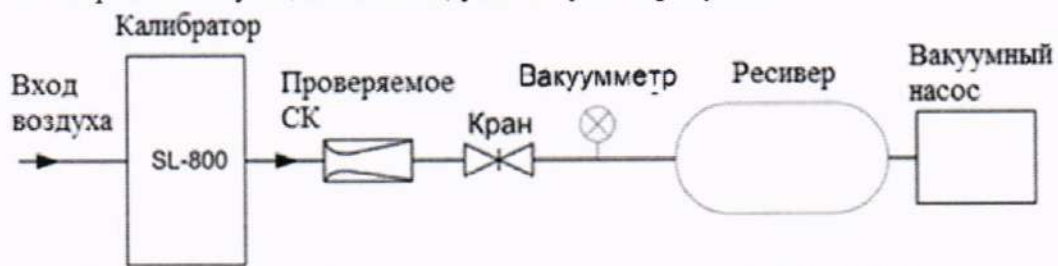 Калибратор
Вход
воздуха
SL-800
Проверяемое
СК
Кран
Вакуумметр
Ресивер
Вакуумный
насос